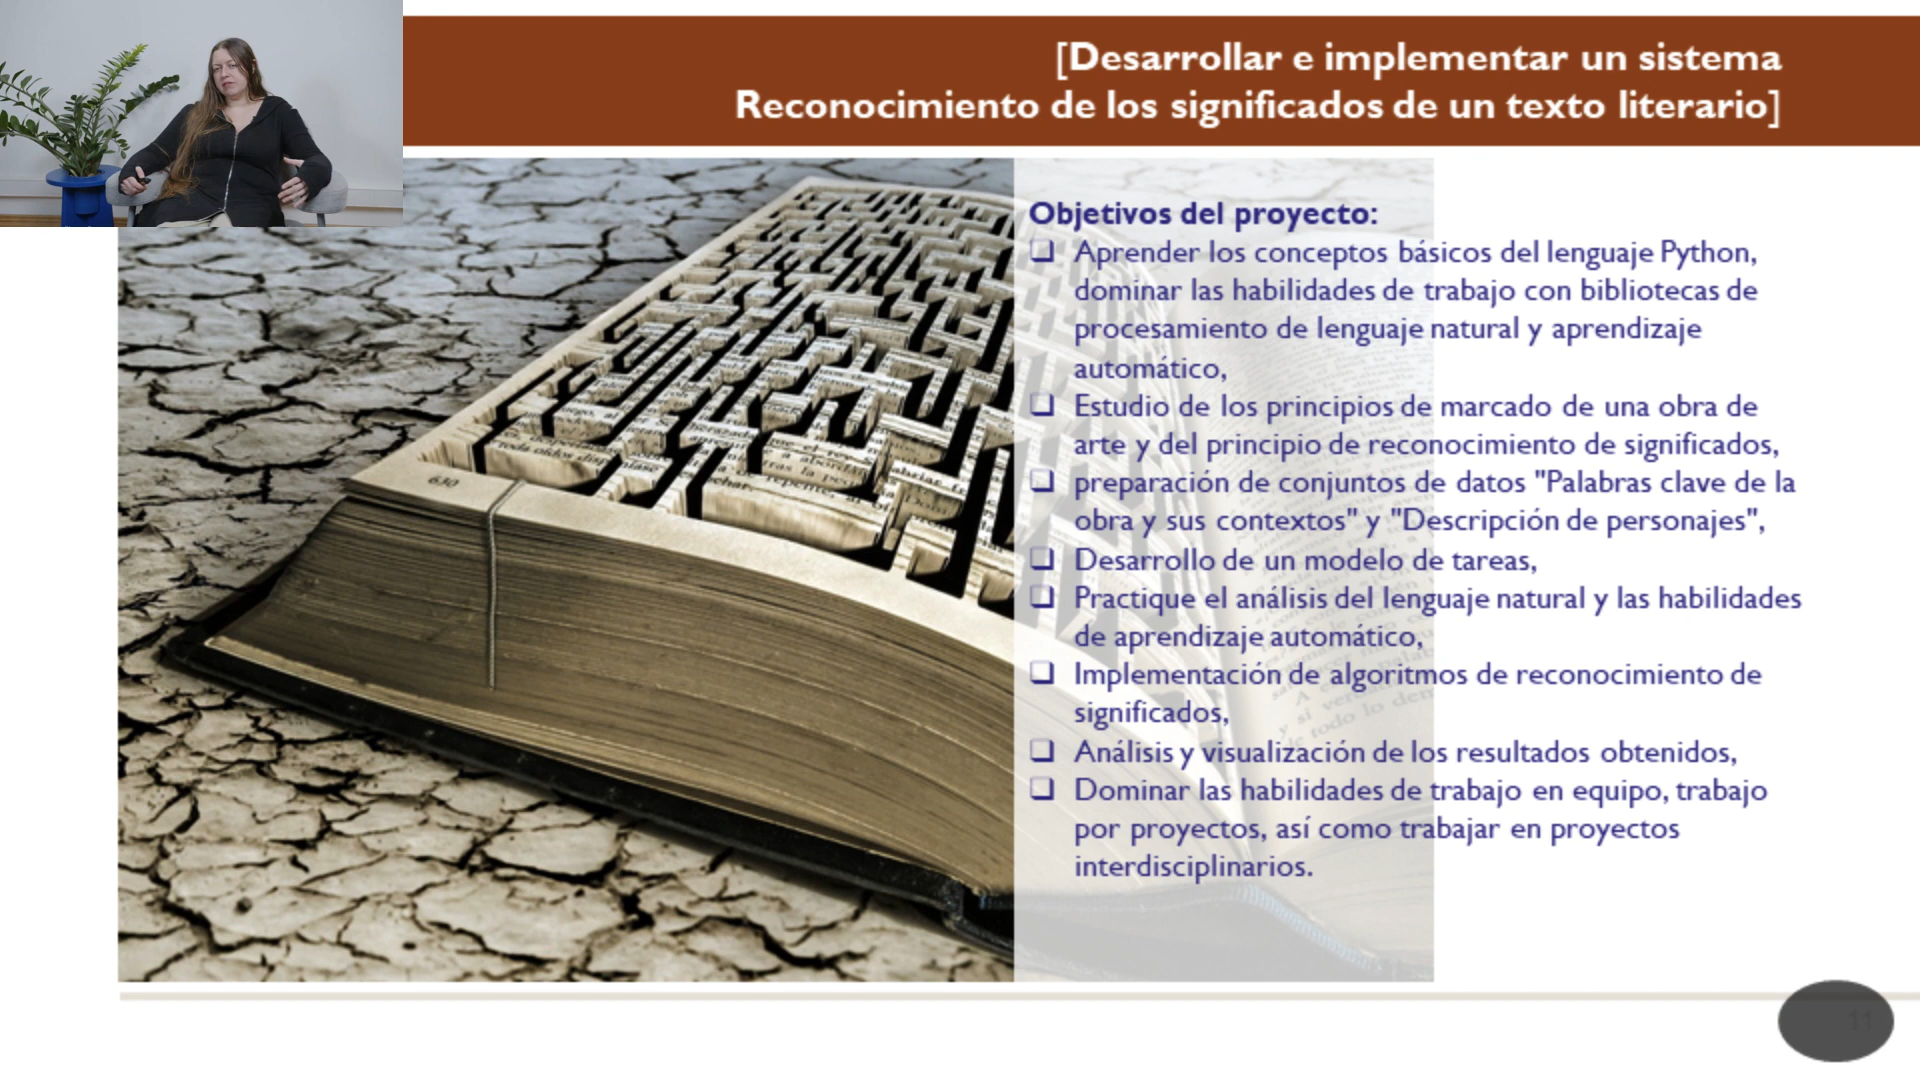 [Desarrollar e implementar un sistema
Reconocimiento de los significados de un texto literario]
Objetivos del proyecto:
❑ Aprender los conceptos básicos del lenguaje Python,
dominar las habilidades de trabajo con bibliotecas de
procesamiento de lenguaje natural y aprendizaje
automático,
❑ Estudio de los principios de marcado de una obra de
arte y del principio de reconocimiento de significados,
❑ preparación de conjuntos de datos "Palabras clave de la
obra y sus contextos" y "Descripción de personajes",
❑ Desarrollo de un modelo de tareas,
❑ Practique el análisis del lenguaje natural y las habilidades
de aprendizaje automático,
❑ Implementación de algoritmos de reconocimiento de
significados,
❑ Análisis y visualización de los resultados obtenidos,
❑ Dominar las habilidades de trabajo en equipo, trabajo
por proyectos, así como trabajar en proyectos
interdisciplinarios.
630
11